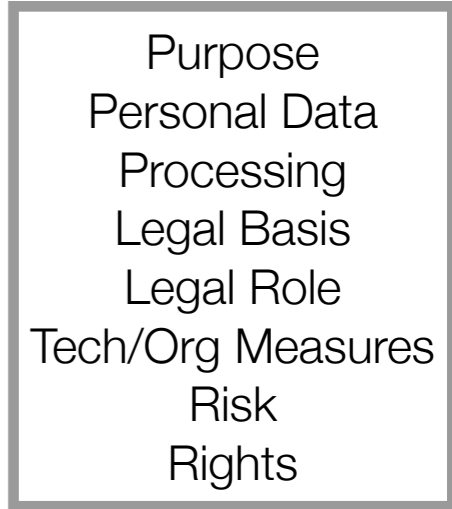 Purpose
Personal Data
Processing
Legal Basis
Legal Role
Tech/Org Measures
Risk
Rights